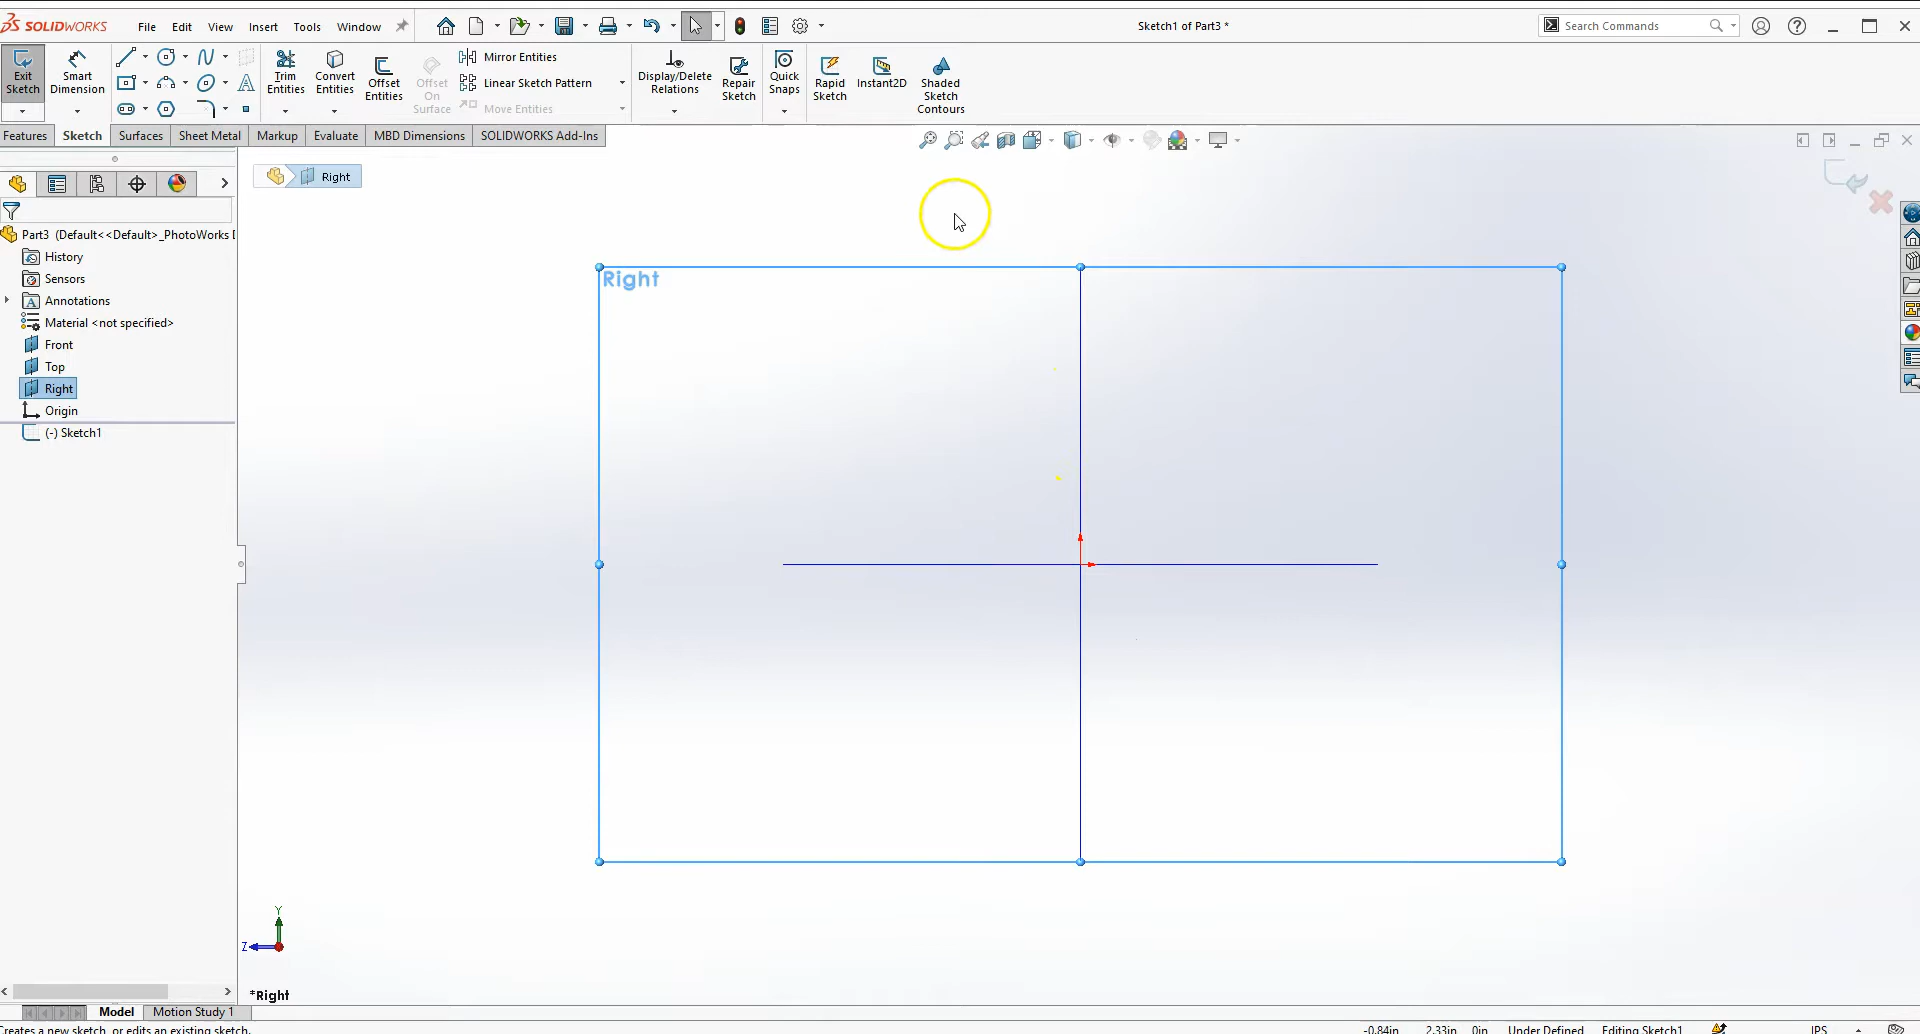 SOLIDWORKS File Edit View Insert Tools Window Sketch1 of Part3 * Search Commands
Exit Sketch
Smart Dimension
Trim Entities
Convert Entities
Offset Entities
Offset On Surface
Mirror Entities
Linear Sketch Pattern
Move Entities
Display/Delete Relations
Repair Sketch
Quick Snaps
Rapid Sketch
Instant2D
Shaded Sketch Contours
Features Sketch Surfaces Sheet Metal Markup Evaluate MBD Dimensions SOLIDWORKS Add-Ins
Right
Part3 (Default<<Default>_PhotoWorks D
History
Sensors
Annotations
Material <not specified>
Front
Top
Right
Origin
(-) Sketch1
Right
Y
Z
*Right
Model Motion Study 1
Creates a new sketch, or edits an existing sketch. -0.84in 2.33in 0in Under Defined Editing Sketch1 IPS